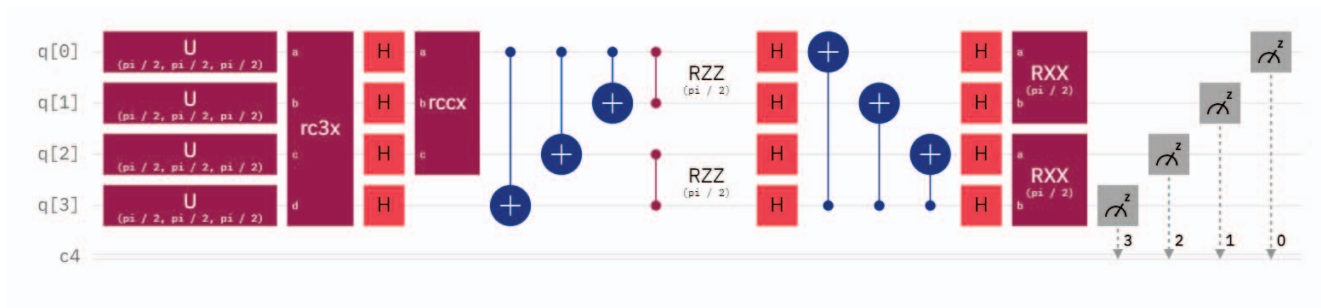 q[0] U (pi / 2, pi / 2, pi / 2) a H a H H RXX (pi / 2) a z
RZZ (pi / 2)
q[1] U (pi / 2, pi / 2, pi / 2) b H b rccx H H b z
rc3x
q[2] U (pi / 2, pi / 2, pi / 2) c H c H H RXX (pi / 2) a z
RZZ (pi / 2)
q[3] U (pi / 2, pi / 2, pi / 2) d H H H b z
c4 3 2 1 0